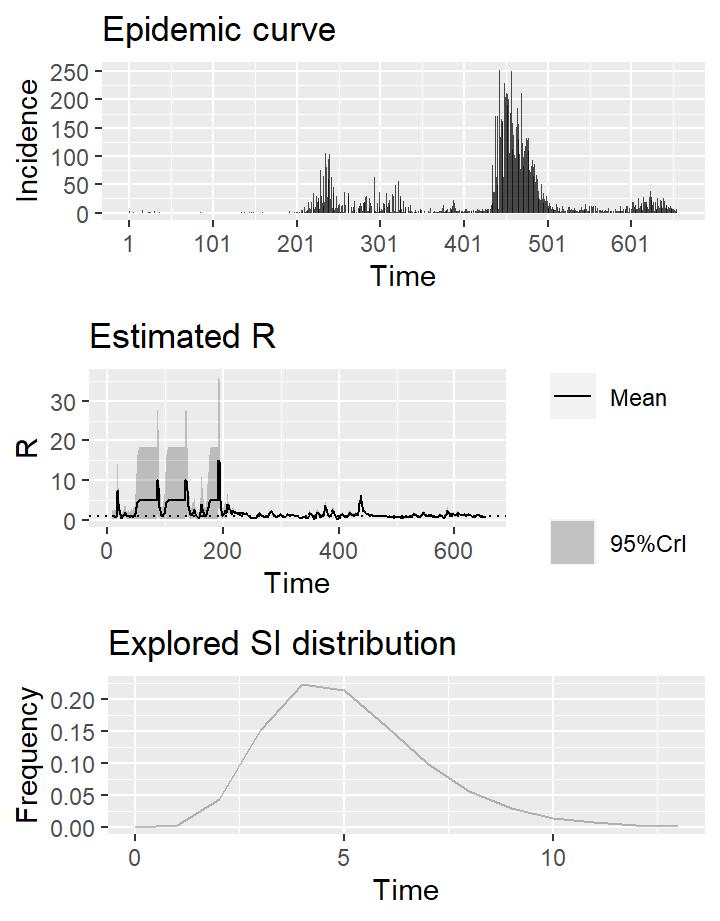 Epidemic curve
250
200
150
100
50
0
Incidence
1 101 201 301 401 501 601
Time
Estimated R
30
20
10
0
R
0 200 400 600
Time
Mean
95%CrI
Explored SI distribution
0.20
0.15
0.10
0.05
0.00
Frequency
0 5 10
Time